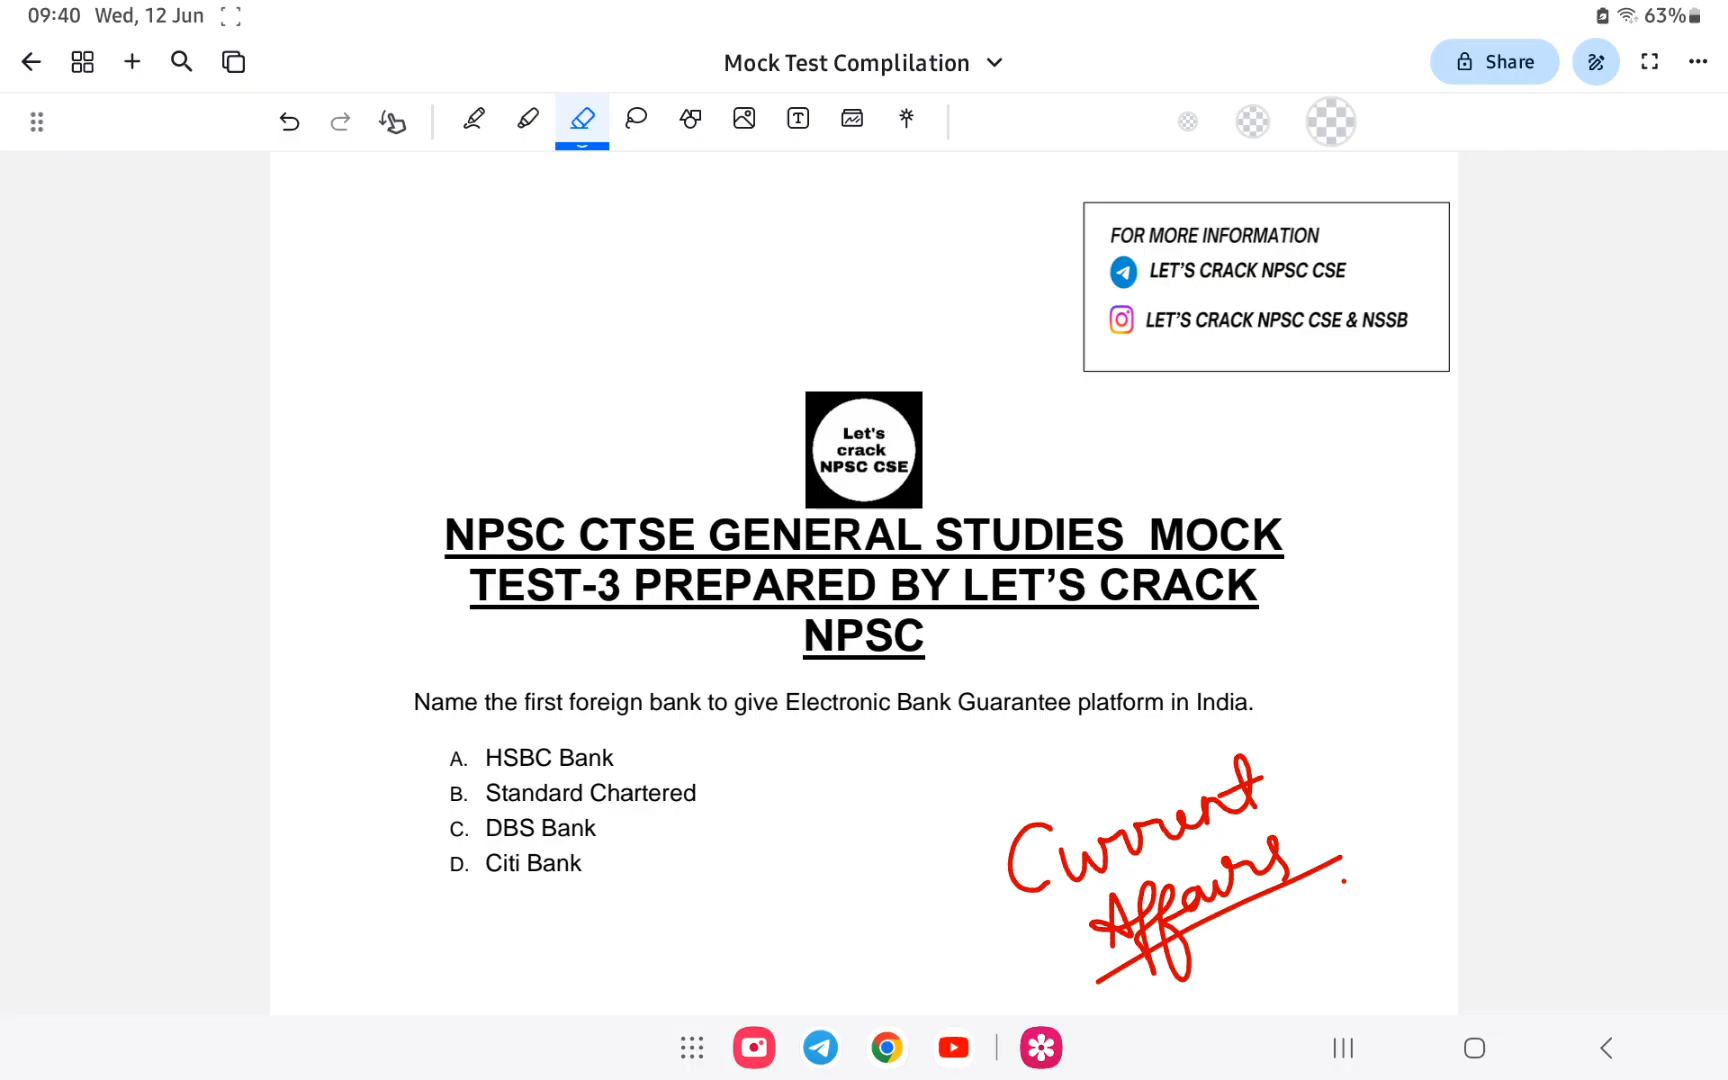 09:40 Wed, 12 Jun
63%
Mock Test Complilation
Share
FOR MORE INFORMATION
LET'S CRACK NPSC CSE
LET'S CRACK NPSC CSE & NSSB
Let's
crack
NPSC CSE
NPSC CTSE GENERAL STUDIES MOCK
TEST-3 PREPARED BY LET'S CRACK
NPSC
Name the first foreign bank to give Electronic Bank Guarantee platform in India.
A. HSBC Bank
B. Standard Chartered
C. DBS Bank
D. Citi Bank
Current
Affairs